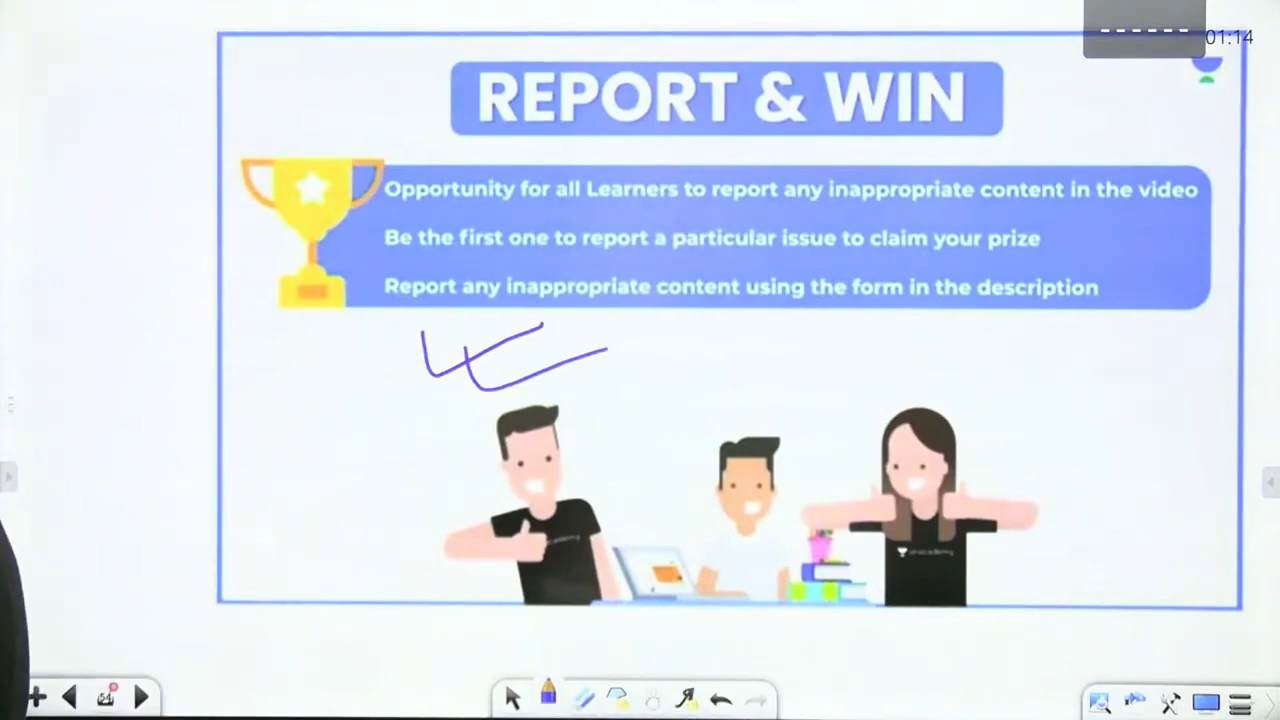 01:14
REPORT & WIN
Opportunity for all Learners to report any inappropriate content in the video
Be the first one to report a particular issue to claim your prize
Report any inappropriate content using the form in the description
54